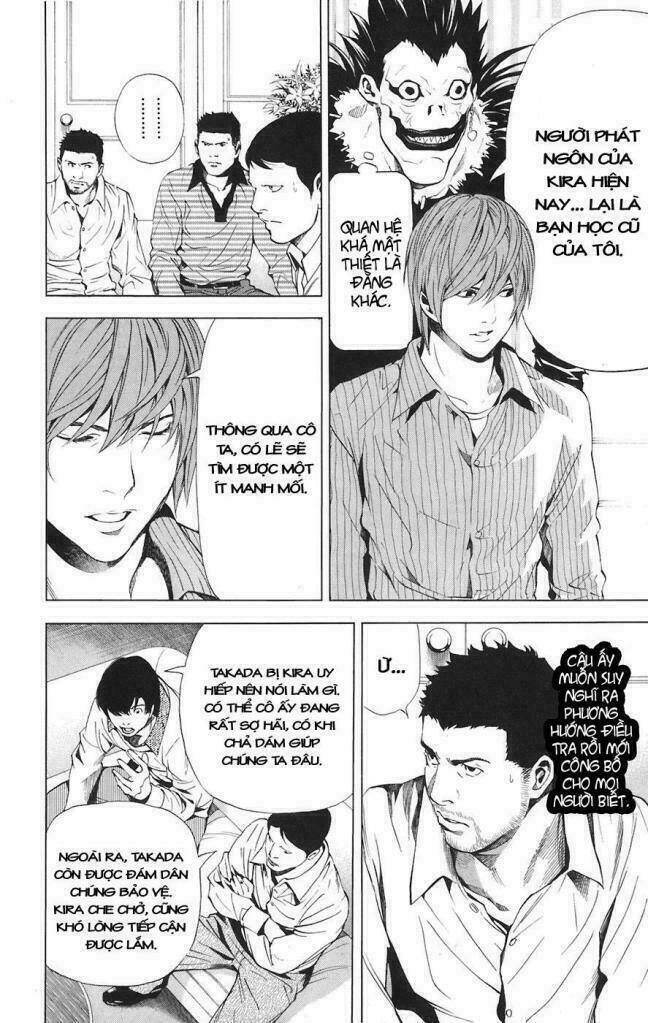 NGƯỜI PHÁT
NGÔN CỦA
KIRA HIỆN
NAY... LẠI LÀ
BẠN HỌC CŨ
CỦA TÔI.
QUAN HỆ
KHÁ MẬT
THIẾT LÀ
ĐẰNG
KHÁC.
......
THÔNG QUA CÔ
TA, CÓ LẼ SẼ
TÌM ĐƯỢC MỘT
ÍT MANH MỐI.
CẬU ẤY
MUỐN SUY
NGHĨ RA
PHƯƠNG
HƯỚNG ĐIỀU
TRA RỒI MỚI
CÔNG BỐ
CHO MỌI
NGƯỜI BIẾT.
Ừ...
TAKADA BỊ KIRA UY
HIẾP NÊN NÓI LÀM GÌ.
CÓ THỂ CÔ ẤY ĐANG
RẤT SỢ HÃI, CÓ KHI
CHẢ DÁM GIÚP
CHÚNG TA ĐÂU.
NGOÀI RA, TAKADA
CÒN ĐƯỢC ĐÁM DÂN
CHÚNG BẢO VỆ.
KIRA CHE CHỞ, CŨNG
KHÓ LÒNG TIẾP CẬN
ĐƯỢC LẮM.